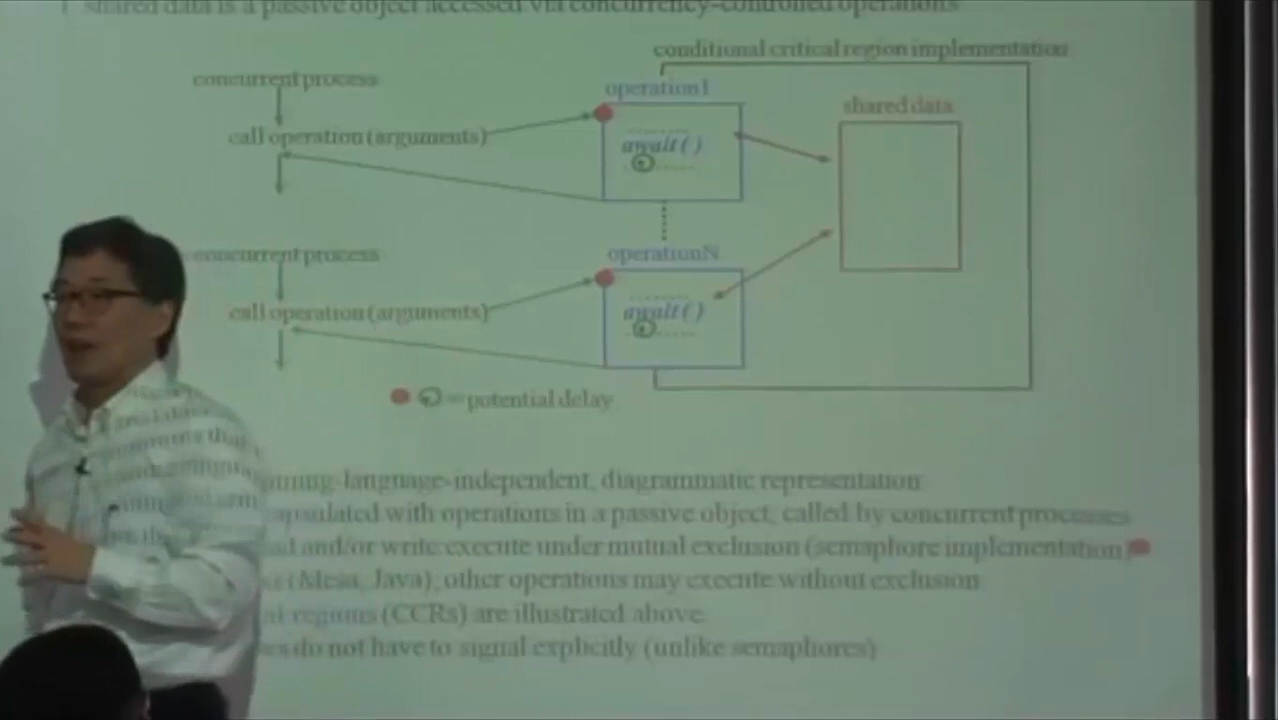 shared data is a passive object accessed via concurrency-controlled operations
conditional critical region implementation
concurrent process
operation1
shared data
call operation (arguments)
await()
concurrent process
operationN
call operation (arguments)
await()
= potential delay
-language-independent, diagrammatic representation
with operations in a passive object, called by concurrent processes
and/or write execute under mutual exclusion (semaphore implementation)
(Mesa, Java), other operations may execute without exclusion
regions (CCRs) are illustrated above.
do not have to signal explicitly (unlike semaphores)